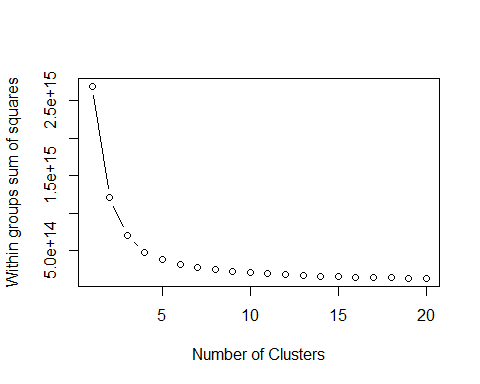 Within groups sum of squares
2.5e+15
1.5e+15
5.0e+14
5
10
15
20
Number of Clusters